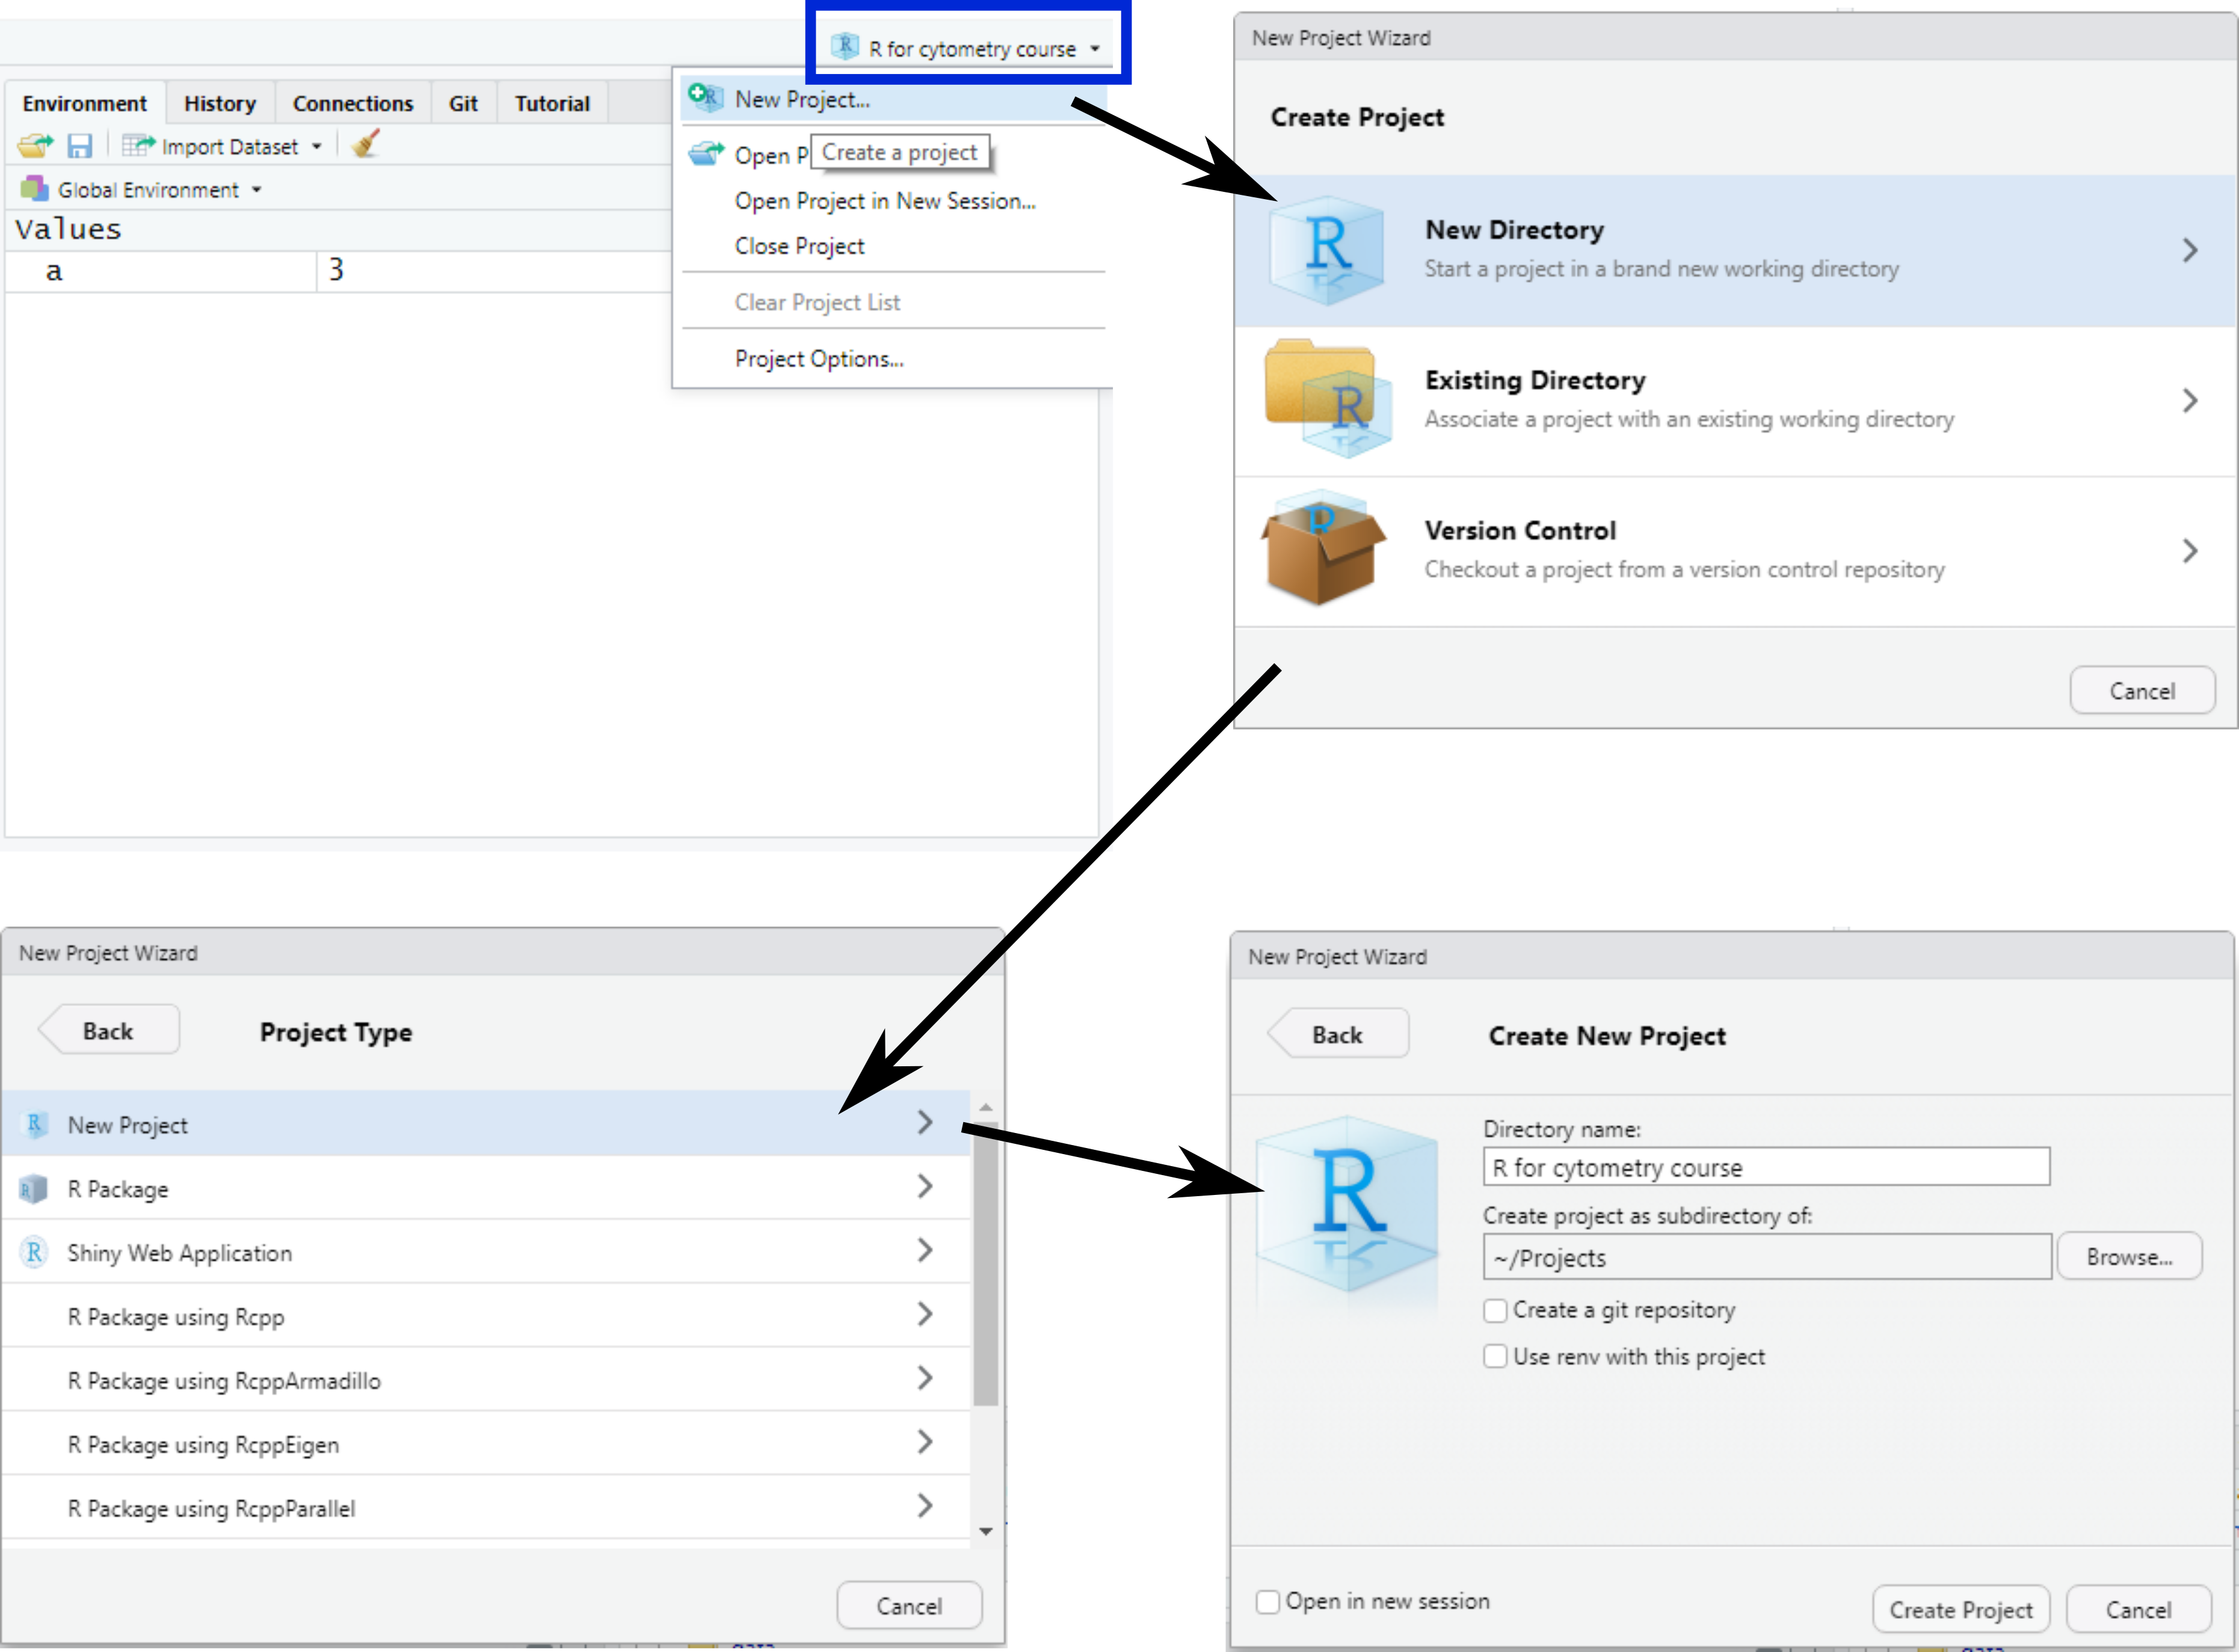 R for cytometry course
Environment History Connections Git Tutorial
Import Dataset
Global Environment
Values
a 3
New Project...
Open P
Create a project
Open Project in New Session...
Close Project
Clear Project List
Project Options...
New Project Wizard
Create Project
R
New Directory
Start a project in a brand new working directory
R
Existing Directory
Associate a project with an existing working directory
R
Version Control
Checkout a project from a version control repository
Cancel
New Project Wizard
Back Project Type
R New Project
R R Package
R Shiny Web Application
R Package using Rcpp
R Package using RcppArmadillo
R Package using RcppEigen
R Package using RcppParallel
Cancel
New Project Wizard
Back Create New Project
R
Directory name:
R for cytometry course
Create project as subdirectory of:
~/Projects Browse...
Create a git repository
Use renv with this project
Open in new session Create Project Cancel